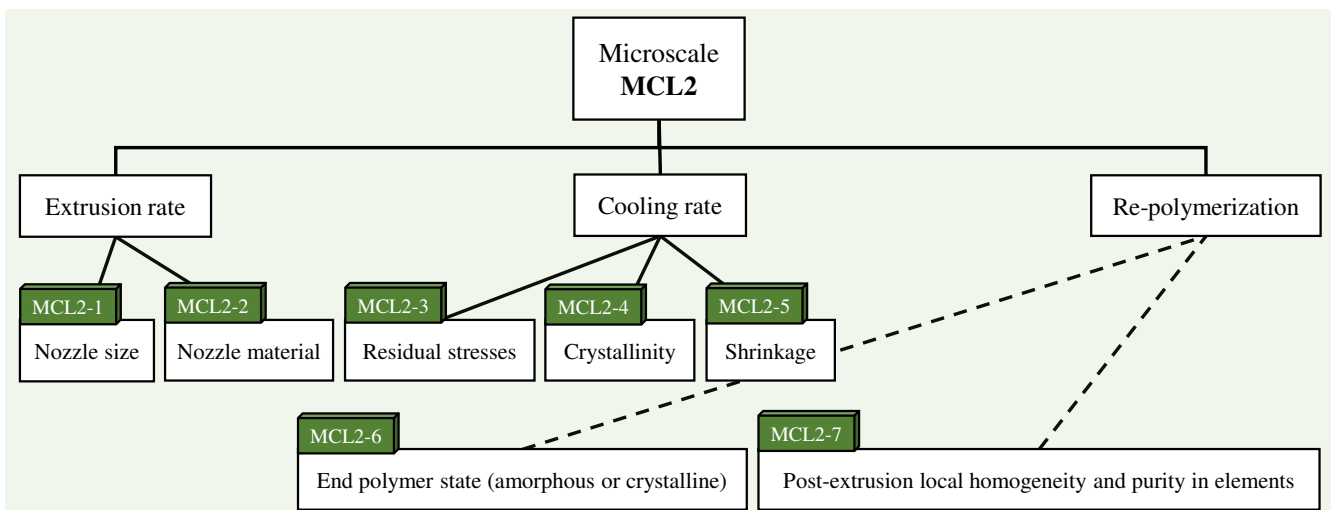 Microscale
MCL2
Extrusion rate
Cooling rate
Re-polymerization
MCL2-1
MCL2-2
MCL2-3
MCL2-4
MCL2-5
Nozzle size
Nozzle material
Residual stresses
Crystallinity
Shrinkage
MCL2-6
MCL2-7
End polymer state (amorphous or crystalline)
Post-extrusion local homogeneity and purity in elements